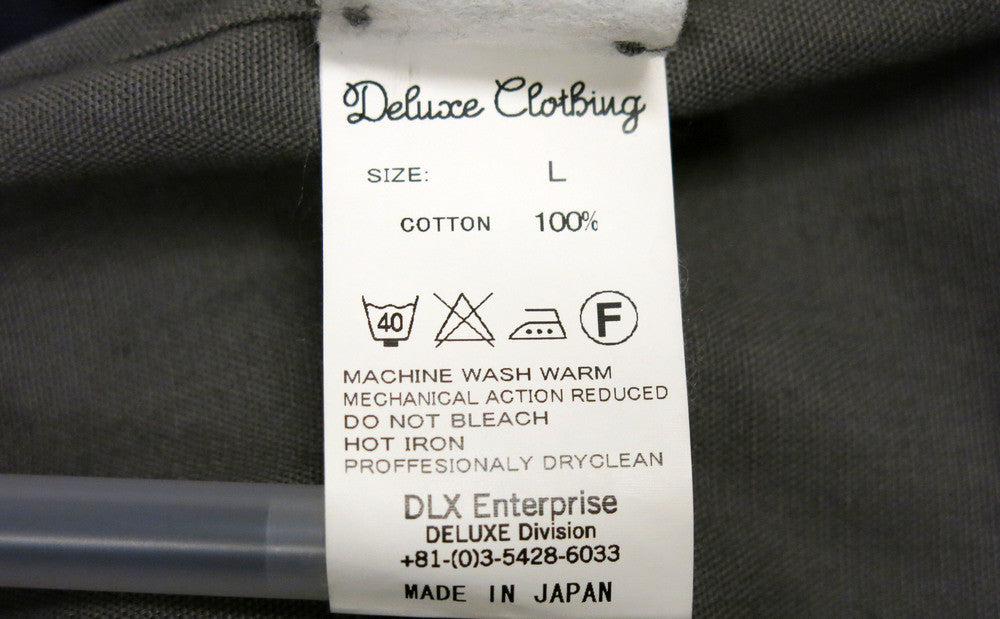 Deluxe Clothing
SIZE: L
COTTON 100%
40 F
MACHINE WASH WARM
MECHANICAL ACTION REDUCED
DO NOT BLEACH
HOT IRON
PROFFESIONALY DRYCLEAN
DLX Enterprise
DELUXE Division
+81-(0)3-5428-6033
MADE IN JAPAN